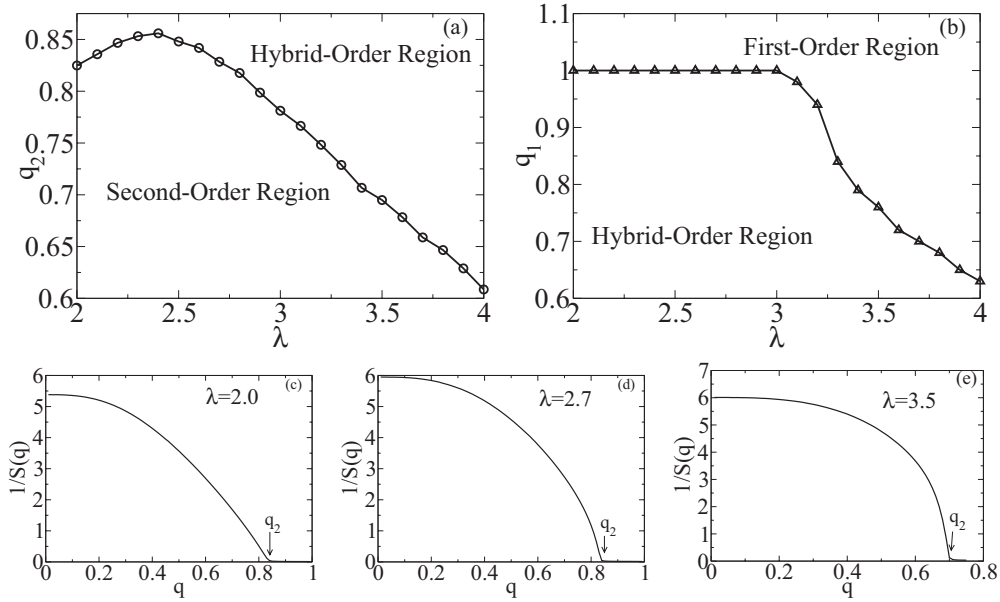 (a)
0.85
0.8
0.75
0.7
0.65
0.6
q2
Hybrid-Order Region
Second-Order Region
2
2.5
3
3.5
4
λ
(b)
1.1
1
0.9
0.8
0.7
0.6
q1
First-Order Region
Hybrid-Order Region
2
2.5
3
3.5
4
λ
(c)
6
5
4
3
2
1
0
1/S(q)
λ=2.0
q2
0
0.2
0.4
0.6
0.8
1
q
(d)
6
5
4
3
2
1
0
1/S(q)
λ=2.7
q2
0
0.2
0.4
0.6
0.8
1
q
(e)
7
6
5
4
3
2
1
0
1/S(q)
λ=3.5
q2
0
0.2
0.4
0.6
0.8
q